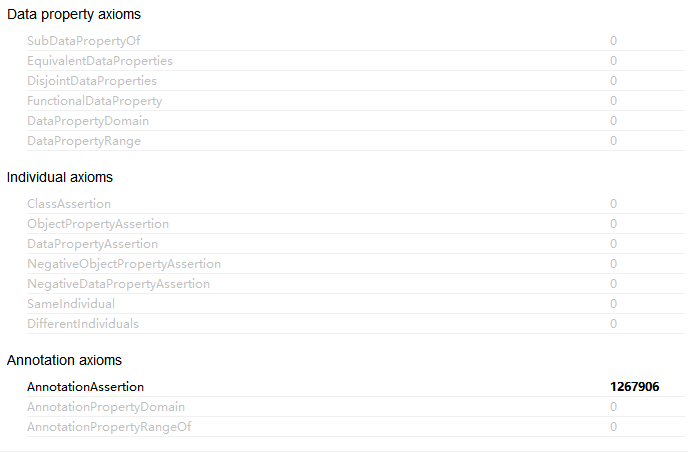 Data property axioms
SubDataPropertyOf 0
EquivalentDataProperties 0
DisjointDataProperties 0
FunctionalDataProperty 0
DataPropertyDomain 0
DataPropertyRange 0
Individual axioms
ClassAssertion 0
ObjectPropertyAssertion 0
DataPropertyAssertion 0
NegativeObjectPropertyAssertion 0
NegativeDataPropertyAssertion 0
SameIndividual 0
DifferentIndividuals 0
Annotation axioms
AnnotationAssertion 1267906
AnnotationPropertyDomain 0
AnnotationPropertyRangeOf 0